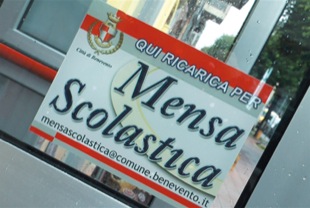 Città di Benevento
QUI RICARICA PER
Mensa
Scolastica
mensascolastica@comune.benevento.it